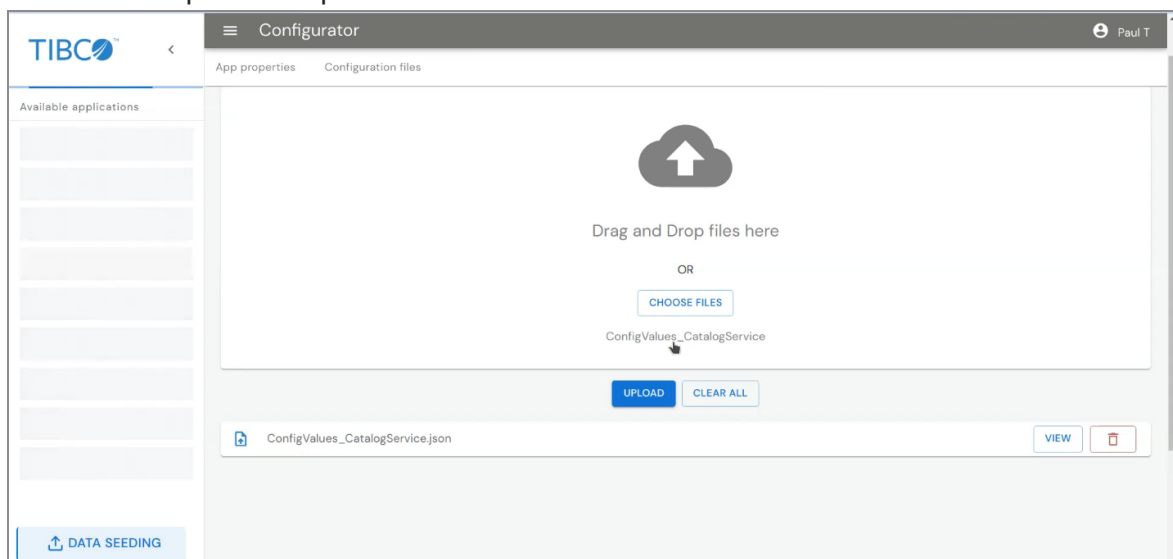 TIBCO™
Configurator
Paul T
App properties Configuration files
Available applications
Drag and Drop files here
OR
CHOOSE FILES
ConfigValues_CatalogService
UPLOAD CLEAR ALL
ConfigValues_CatalogService.json
VIEW
DATA SEEDING